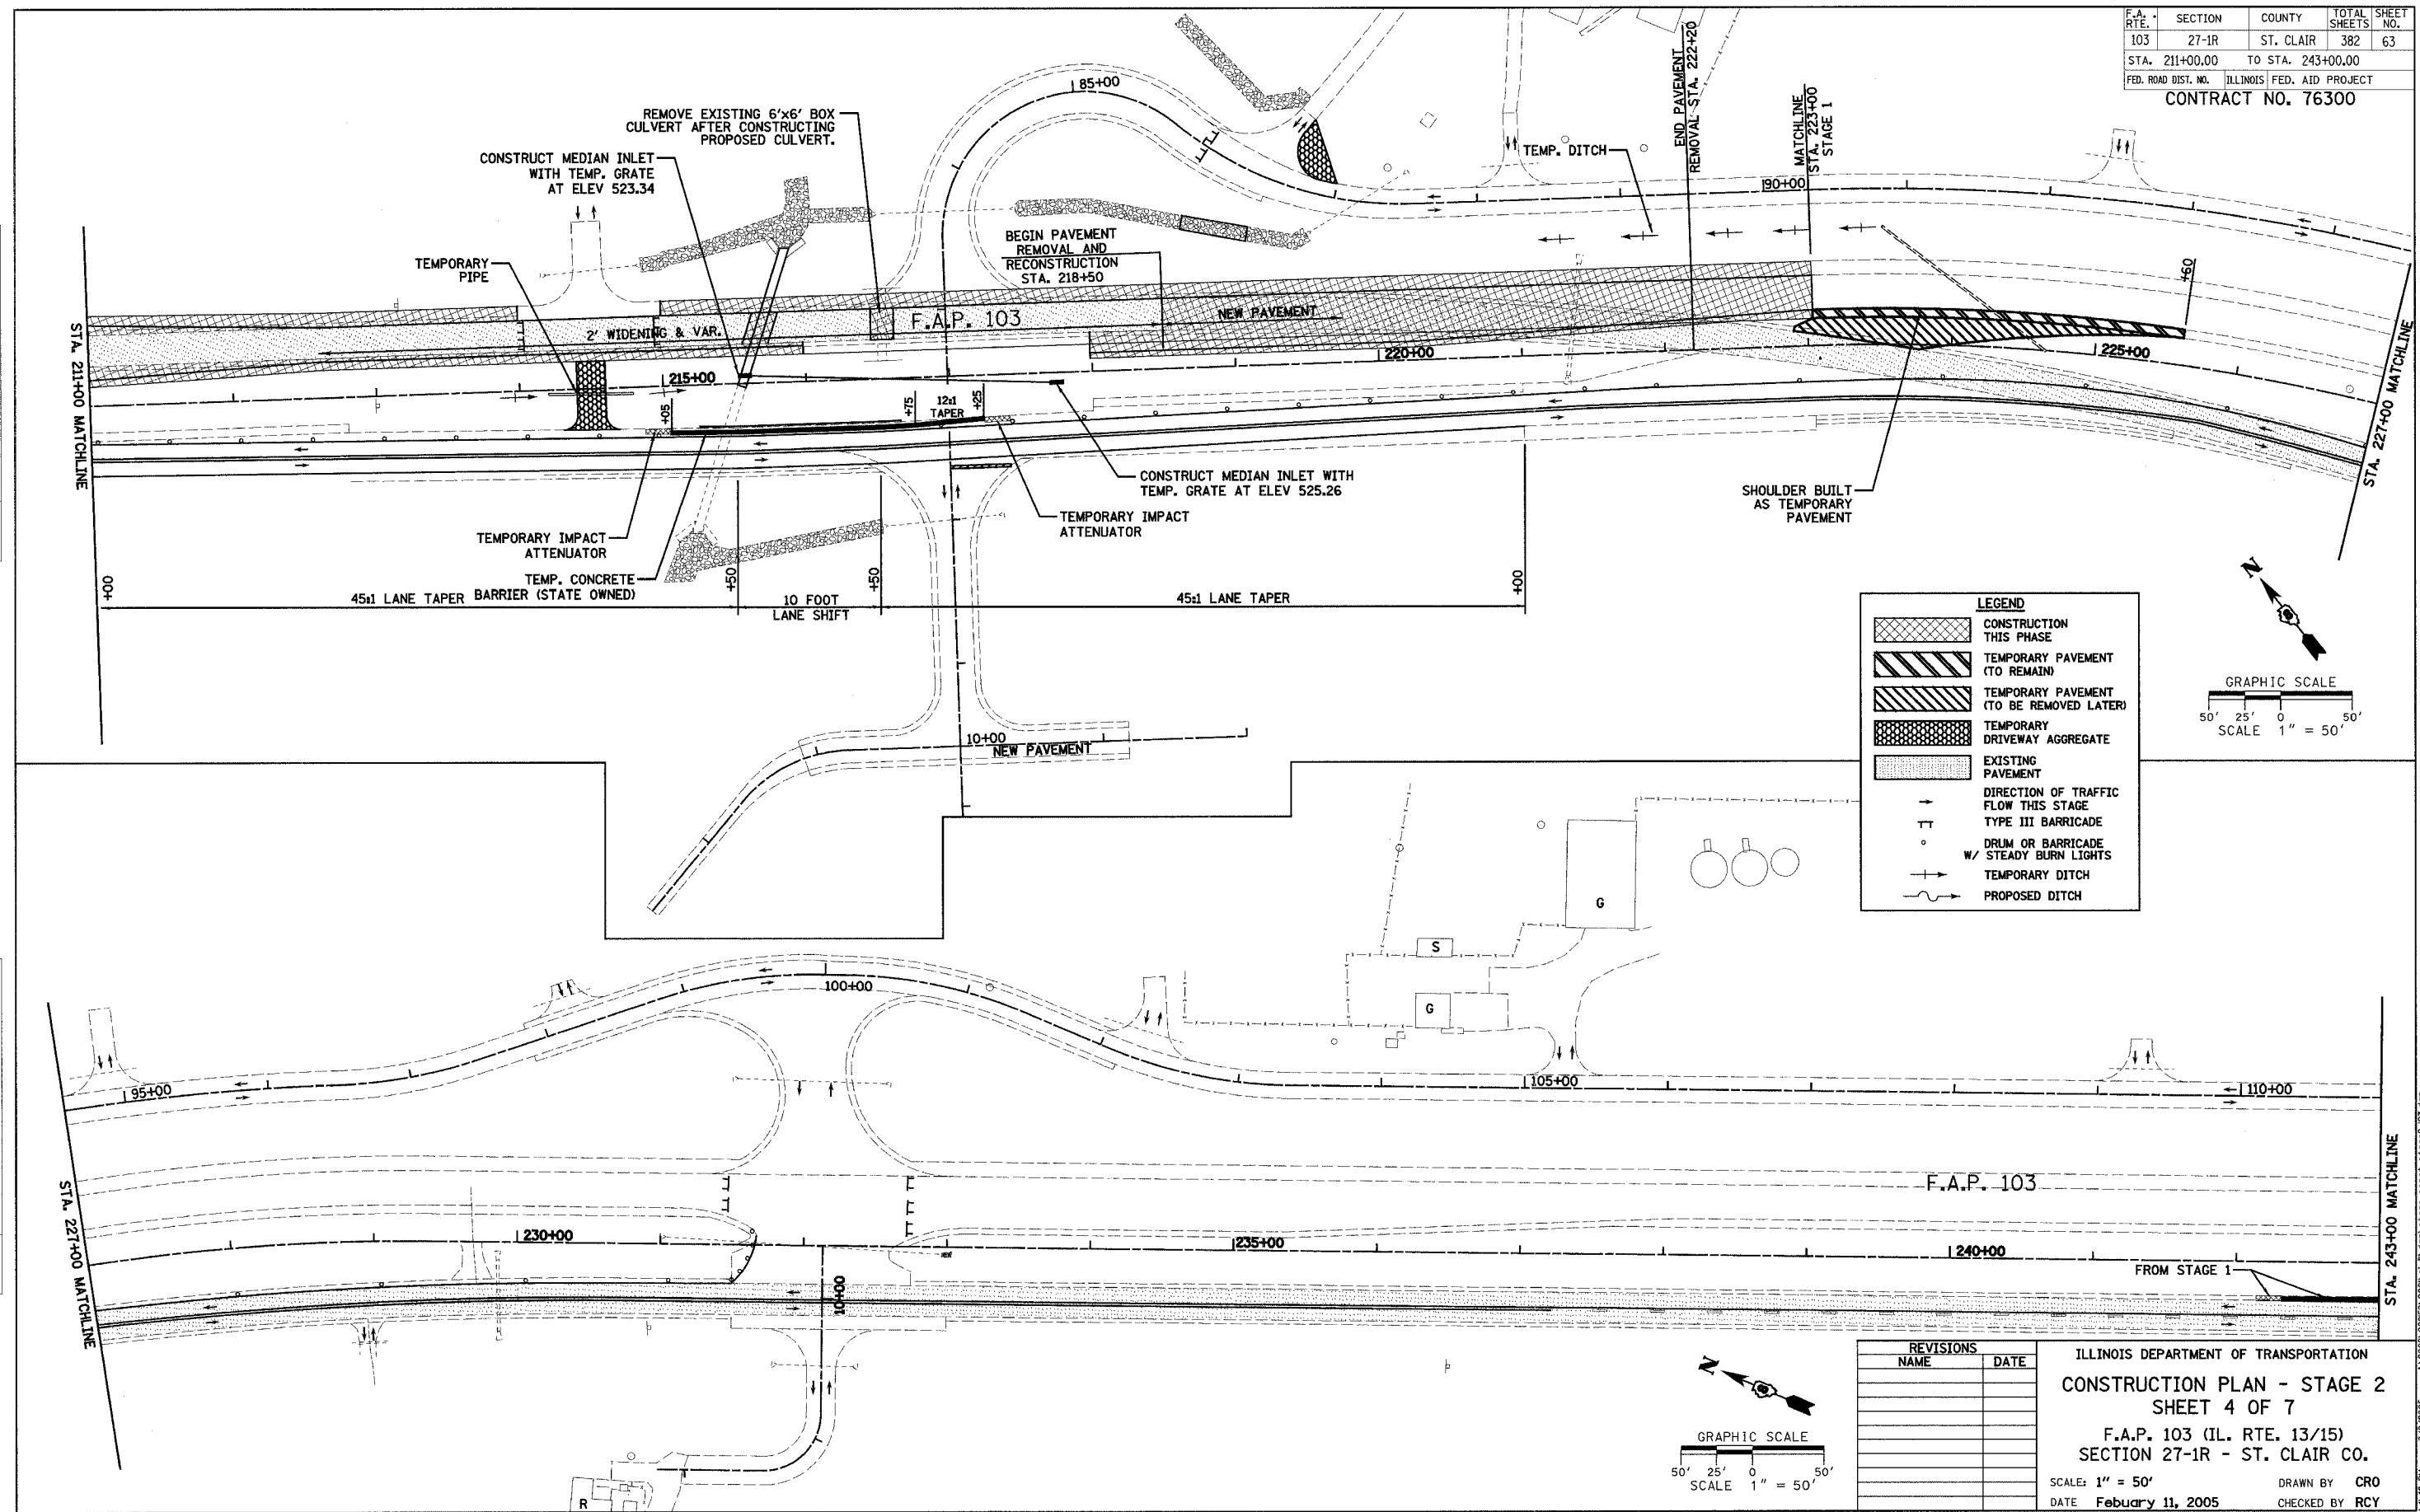 F.A. RTE.
SECTION
COUNTY
TOTAL SHEETS
SHEET NO.
103
27-1R
ST. CLAIR
382
63
STA. 211+00.00 TO STA. 243+00.00
FED. ROAD DIST. NO.
ILLINOIS
FED. AID PROJECT
CONTRACT NO. 76300
85+00
END PAVEMENT
REMOVAL STA. 222+20
MATCHLINE
STA. 223+00
STAGE 1
REMOVE EXISTING 6'x6' BOX
CULVERT AFTER CONSTRUCTING
PROPOSED CULVERT.
CONSTRUCT MEDIAN INLET
WITH TEMP. GRATE
AT ELEV 523.34
TEMP. DITCH
90+00
BEGIN PAVEMENT
REMOVAL AND
RECONSTRUCTION
STA. 218+50
TEMPORARY
PIPE
+60
STA. 211+00 MATCHLINE
2' WIDENING & VAR.
F.A.P. 103
NEW PAVEMENT
220+00
225+00
215+00
+05
+75
12:1
TAPER
+25
STA. 227+00 MATCHLINE
CONSTRUCT MEDIAN INLET WITH
TEMP. GRATE AT ELEV 525.26
SHOULDER BUILT
AS TEMPORARY
PAVEMENT
TEMPORARY IMPACT
ATTENUATOR
TEMPORARY IMPACT
ATTENUATOR
TEMP. CONCRETE
BARRIER (STATE OWNED)
+00
45:1 LANE TAPER
+50
10 FOOT
LANE SHIFT
+50
45:1 LANE TAPER
+00
N
LEGEND
CONSTRUCTION
THIS PHASE
TEMPORARY PAVEMENT
(TO REMAIN)
TEMPORARY PAVEMENT
(TO BE REMOVED LATER)
TEMPORARY
DRIVEWAY AGGREGATE
EXISTING
PAVEMENT
DIRECTION OF TRAFFIC
FLOW THIS STAGE
TYPE III BARRICADE
DRUM OR BARRICADE
W/ STEADY BURN LIGHTS
TEMPORARY DITCH
PROPOSED DITCH
GRAPHIC SCALE
50' 25' 0 50'
SCALE 1" = 50'
10+00
NEW PAVEMENT
G
S
G
100+00
95+00
105+00
110+00
STA. 227+00 MATCHLINE
230+00
235+00
F.A.P. 103
240+00
10+00
FROM STAGE 1
STA. 243+00 MATCHLINE
R
N
GRAPHIC SCALE
50' 25' 0 50'
SCALE 1" = 50'
REVISIONS
NAME
DATE
ILLINOIS DEPARTMENT OF TRANSPORTATION
CONSTRUCTION PLAN - STAGE 2
SHEET 4 OF 7
F.A.P. 103 (IL. RTE. 13/15)
SECTION 27-1R - ST. CLAIR CO.
SCALE: 1" = 50'
DRAWN BY CRO
DATE Febuary 11, 2005
CHECKED BY RCY